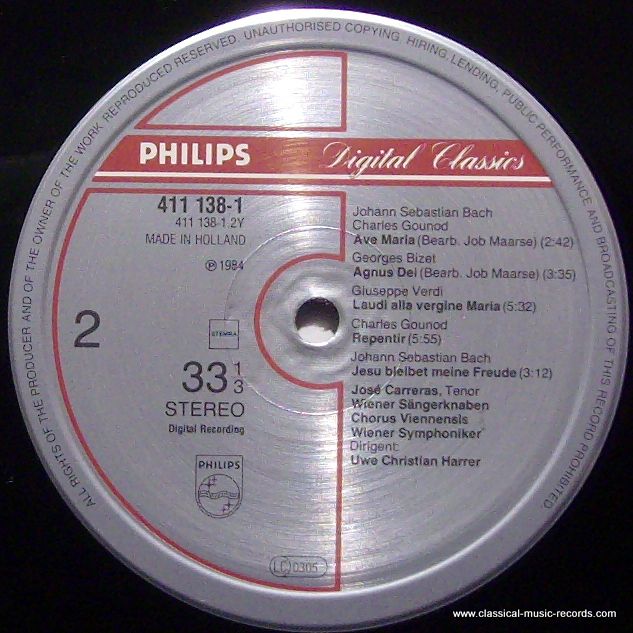 ALL RIGHTS OF THE PRODUCER AND OF THE OWNER OF THE WORK REPRODUCED RESERVED. UNAUTHORISED COPYING, HIRING, LENDING, PUBLIC PERFORMANCE AND BROADCASTING OF THIS RECORD PROHIBITED
PHILIPS Digital Classics
411 138-1
411 138-1.2Y
MADE IN HOLLAND
℗ 1984
2
STEMRA
33 1/3
STEREO
Digital Recording
PHILIPS
Johann Sebastian Bach
Charles Gounod
Ave Maria (Bearb. Job Maarse) (2:42)
Georges Bizet
Agnus Dei (Bearb. Job Maarse) (3:35)
Giuseppe Verdi
Laudi alla vergine Maria (5:32)
Charles Gounod
Repentir (5:55)
Johann Sebastian Bach
Jesu bleibet meine Freude (3:12)
José Carreras, Tenor
Wiener Sängerknaben
Chorus Viennensis
Wiener Symphoniker
Dirigent:
Uwe Christian Harrer
LC 0305
www.classical-music-records.com